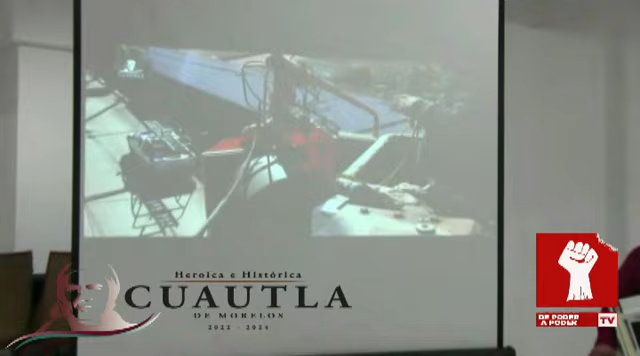 Heroica e Histórica
CUAUTLA
DE MORELOS
2022 - 2024
DE PODER
A PODER
TV